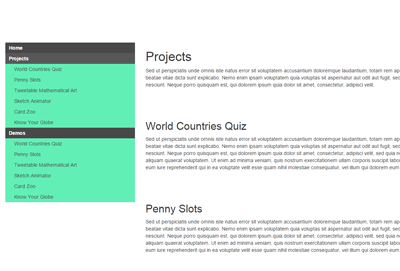 Home
Projects
World Countries Quiz
Penny Slots
Tweetable Mathematical Art
Sketch Animator
Card Zoo
Know Your Globe
Demos
World Countries Quiz
Penny Slots
Tweetable Mathematical Art
Sketch Animator
Card Zoo
Know Your Globe
Projects
Sed ut perspiciatis unde omnis iste natus error sit voluptatem accusantium doloremque laudantium, totam rem ap
beatae vitae dicta sunt explicabo. Nemo enim ipsam voluptatem quia voluptas sit aspernatur aut odit aut fugit, sed
nesciunt. Neque porro quisquam est, qui dolorem ipsum quia dolor sit amet, consectetur, adipisci velit.
World Countries Quiz
Sed ut perspiciatis unde omnis iste natus error sit voluptatem accusantium doloremque laudantium, totam rem ape
beatae vitae dicta sunt explicabo. Nemo enim ipsam voluptatem quia voluptas sit aspernatur aut odit aut fugit, sed
nesciunt. Neque porro quisquam est, qui dolorem ipsum quia dolor sit amet, consectetur, adipisci velit, sed quia n
aliquam quaerat voluptatem. Ut enim ad minima veniam, quis nostrum exercitationem ullam corporis suscipit labo
eum iure reprehenderit qui in ea voluptate velit esse quam nihil molestiae consequatur, vel illum qui dolorem eum
Penny Slots
Sed ut perspiciatis unde omnis iste natus error sit voluptatem accusantium doloremque laudantium, totam rem ape
beatae vitae dicta sunt explicabo. Nemo enim ipsam voluptatem quia voluptas sit aspernatur aut odit aut fugit, sed
nesciunt. Neque porro quisquam est, qui dolorem ipsum quia dolor sit amet, consectetur, adipisci velit, sed quia n
aliquam quaerat voluptatem. Ut enim ad minima veniam, quis nostrum exercitationem ullam corporis suscipit labo
eum iure reprehenderit qui in ea voluptate velit esse quam nihil molestiae consequatur, vel illum qui dolorem eum